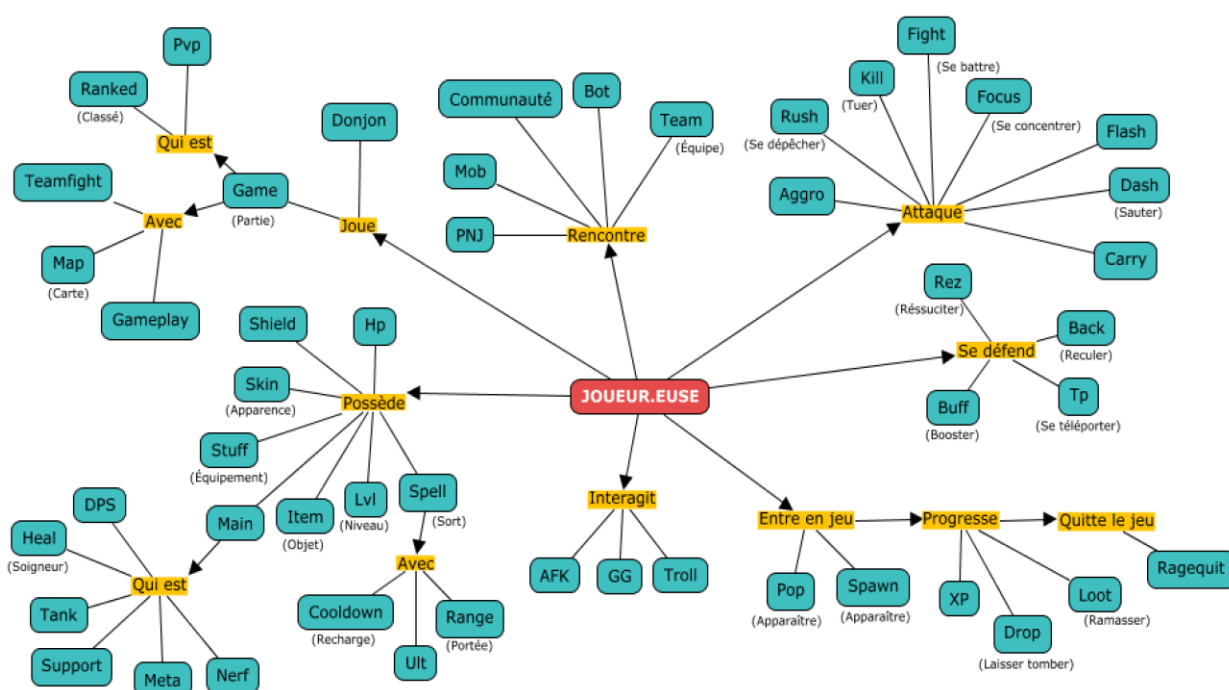 Pvp
Ranked
(Classé)
Qui est
Teamfight
Game
(Partie)
Avec
Map
(Carte)
Gameplay
Donjon
Joue
Communauté
Bot
Team
(Équipe)
Mob
PNJ
Rencontre
Fight
(Se battre)
Kill
(Tuer)
Focus
(Se concentrer)
Rush
(Se dépêcher)
Flash
Aggro
Attaque
Dash
(Sauter)
Carry
Rez
(Réssuciter)
Back
(Reculer)
Se défend
Buff
(Booster)
Tp
(Se téléporter)
JOUEUR.EUSE
Shield
Hp
Skin
(Apparence)
Possède
Stuff
(Équipement)
Main
Item
(Objet)
Lvl
(Niveau)
Spell
(Sort)
DPS
Heal
(Soigneur)
Qui est
Tank
Support
Meta
Nerf
Avec
Cooldown
(Recharge)
Ult
Range
(Portée)
Interagit
AFK
GG
Troll
Entre en jeu
Pop
(Apparaître)
Spawn
(Apparaître)
Progresse
XP
Drop
(Laisser tomber)
Loot
(Ramasser)
Quitte le jeu
Ragequit